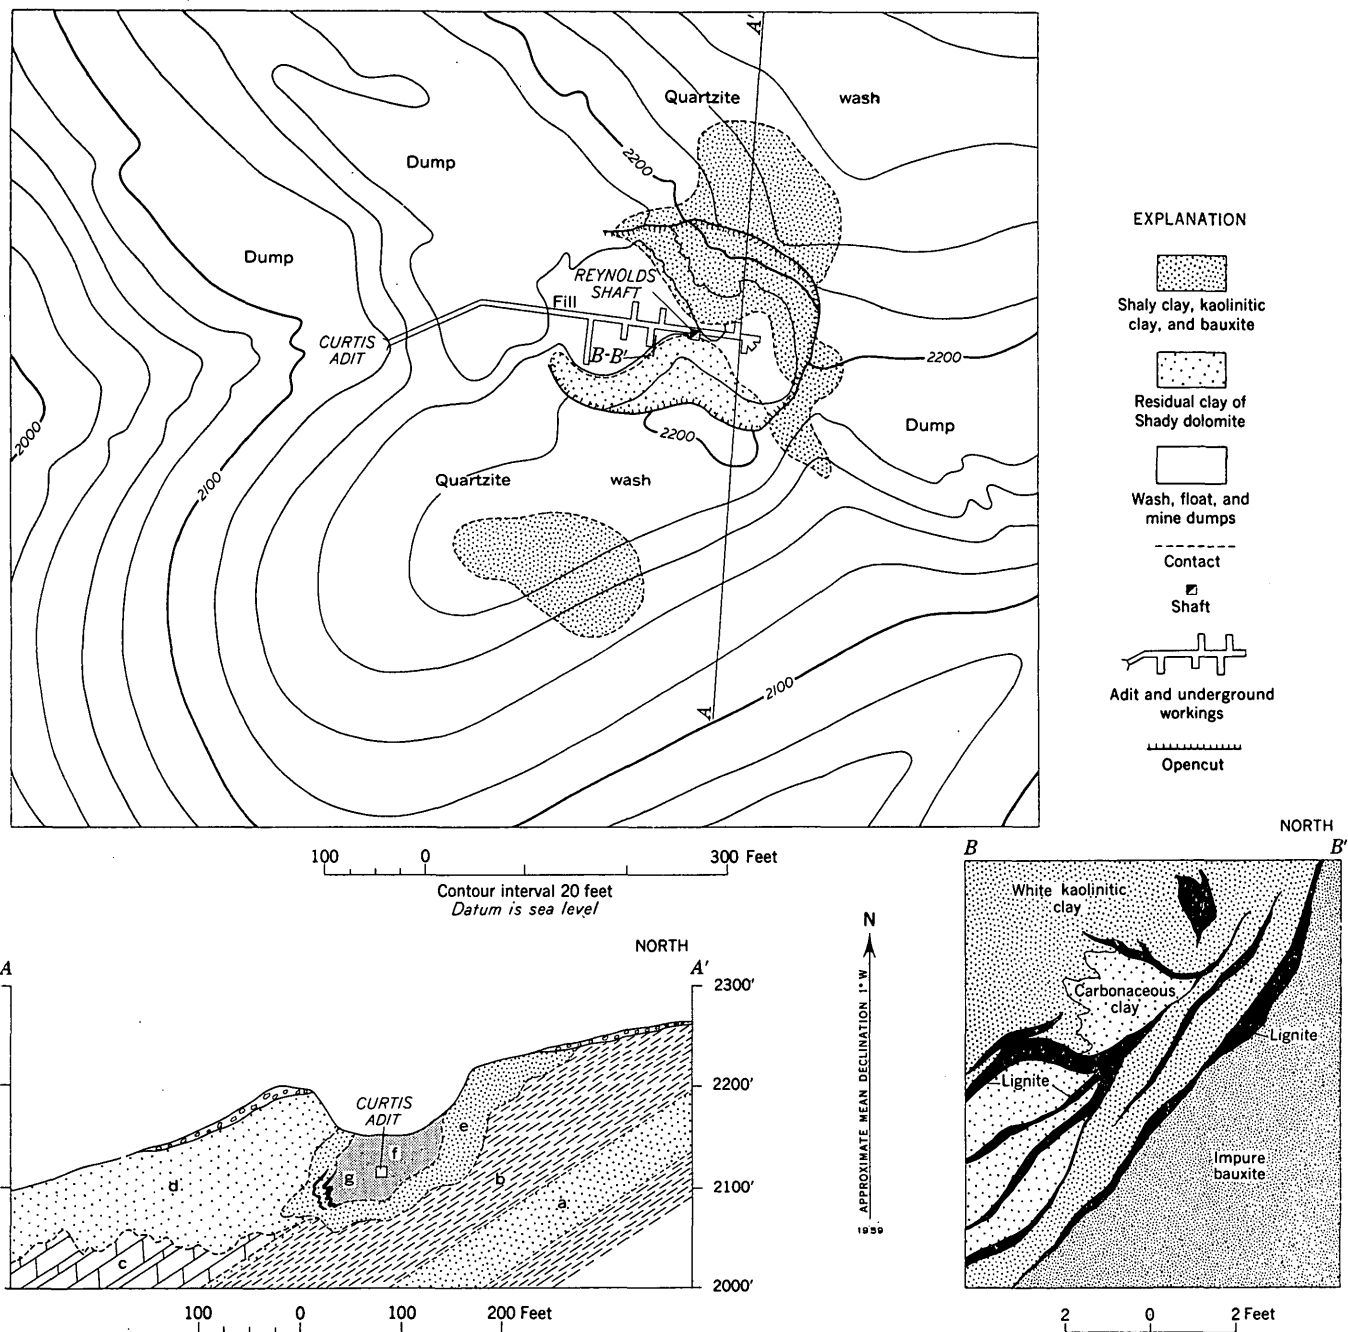 A'
Quartzite wash
2200
Dump
Dump
REYNOLDS
SHAFT
Fill
CURTIS
ADIT
B-B'
2200
2000
2200
Dump
2100
Quartzite wash
2100
A
EXPLANATION
Shaly clay, kaolinitic
clay, and bauxite
Residual clay of
Shady dolomite
Wash, float, and
mine dumps
Contact
Shaft
Adit and underground
workings
Opencut
100 0 300 Feet
Contour interval 20 feet
Datum is sea level
A
NORTH
A'
2300'
2200'
2100'
2000'
CURTIS
ADIT
e
f
g
b
d
a
c
100 0 100 200 Feet
N
APPROXIMATE MEAN DECLINATION 1° W
1959
NORTH
B B'
White kaolinitic
clay
Carbonaceous
clay
Lignite
Lignite
Impure
bauxite
2 0 2 Feet